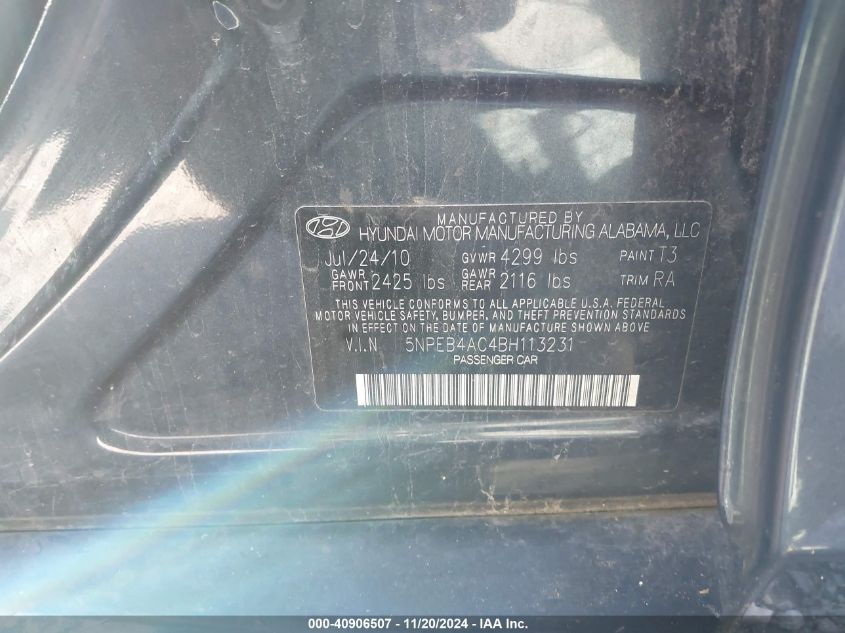 MANUFACTURED BY
HYUNDAI MOTOR MANUFACTURING ALABAMA, LLC
Jul/24/10 GVWR 4299 lbs PAINT T3
GAWR FRONT 2425 lbs GAWR REAR 2116 lbs TRIM RA
THIS VEHICLE CONFORMS TO ALL APPLICABLE U.S.A. FEDERAL
MOTOR VEHICLE SAFETY, BUMPER, AND THEFT PREVENTION STANDARDS
IN EFFECT ON THE DATE OF MANUFACTURE SHOWN ABOVE
V.I.N 5NPEB4AC4BH113231
PASSENGER CAR
000-40906507 - 11/20/2024 - IAA Inc.